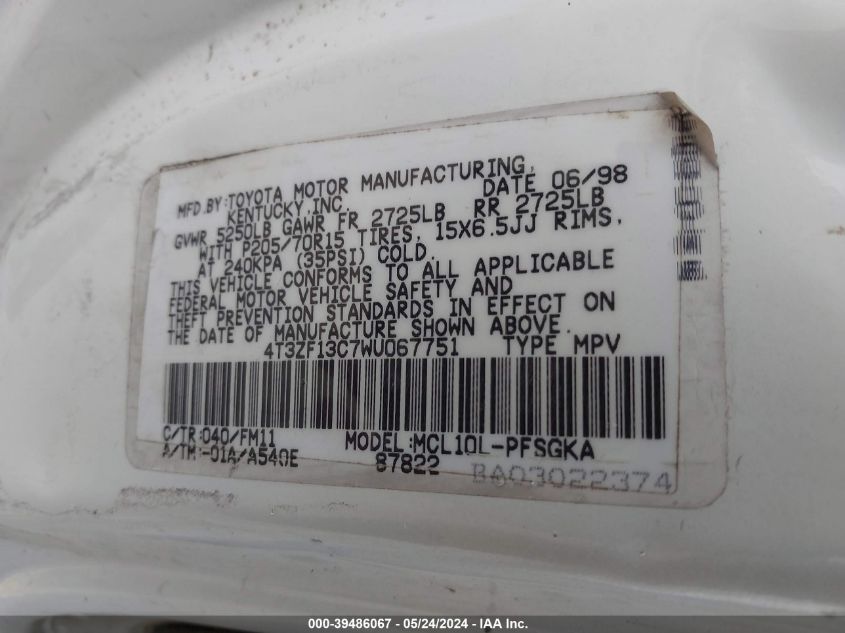 MFD.BY:TOYOTA MOTOR MANUFACTURING,
KENTUCKY,INC. DATE 06/98
GVWR 5250LB GAWR FR 2725LB RR 2725LB
WITH P205/70R15 TIRES, 15X6.5JJ RIMS,
AT 240KPA (35PSI) COLD.
THIS VEHICLE CONFORMS TO ALL APPLICABLE
FEDERAL MOTOR VEHICLE SAFETY AND
THEFT PREVENTION STANDARDS IN EFFECT ON
THE DATE OF MANUFACTURE SHOWN ABOVE.
4T3ZF13C7WU067751 TYPE MPV
C/TR:040/FM11 MODEL:MCL10L-PFSGKA
A/TM:-01A/A540E 87822 BA03022374
000-39486067 / 05/24/2024 - IAA Inc.